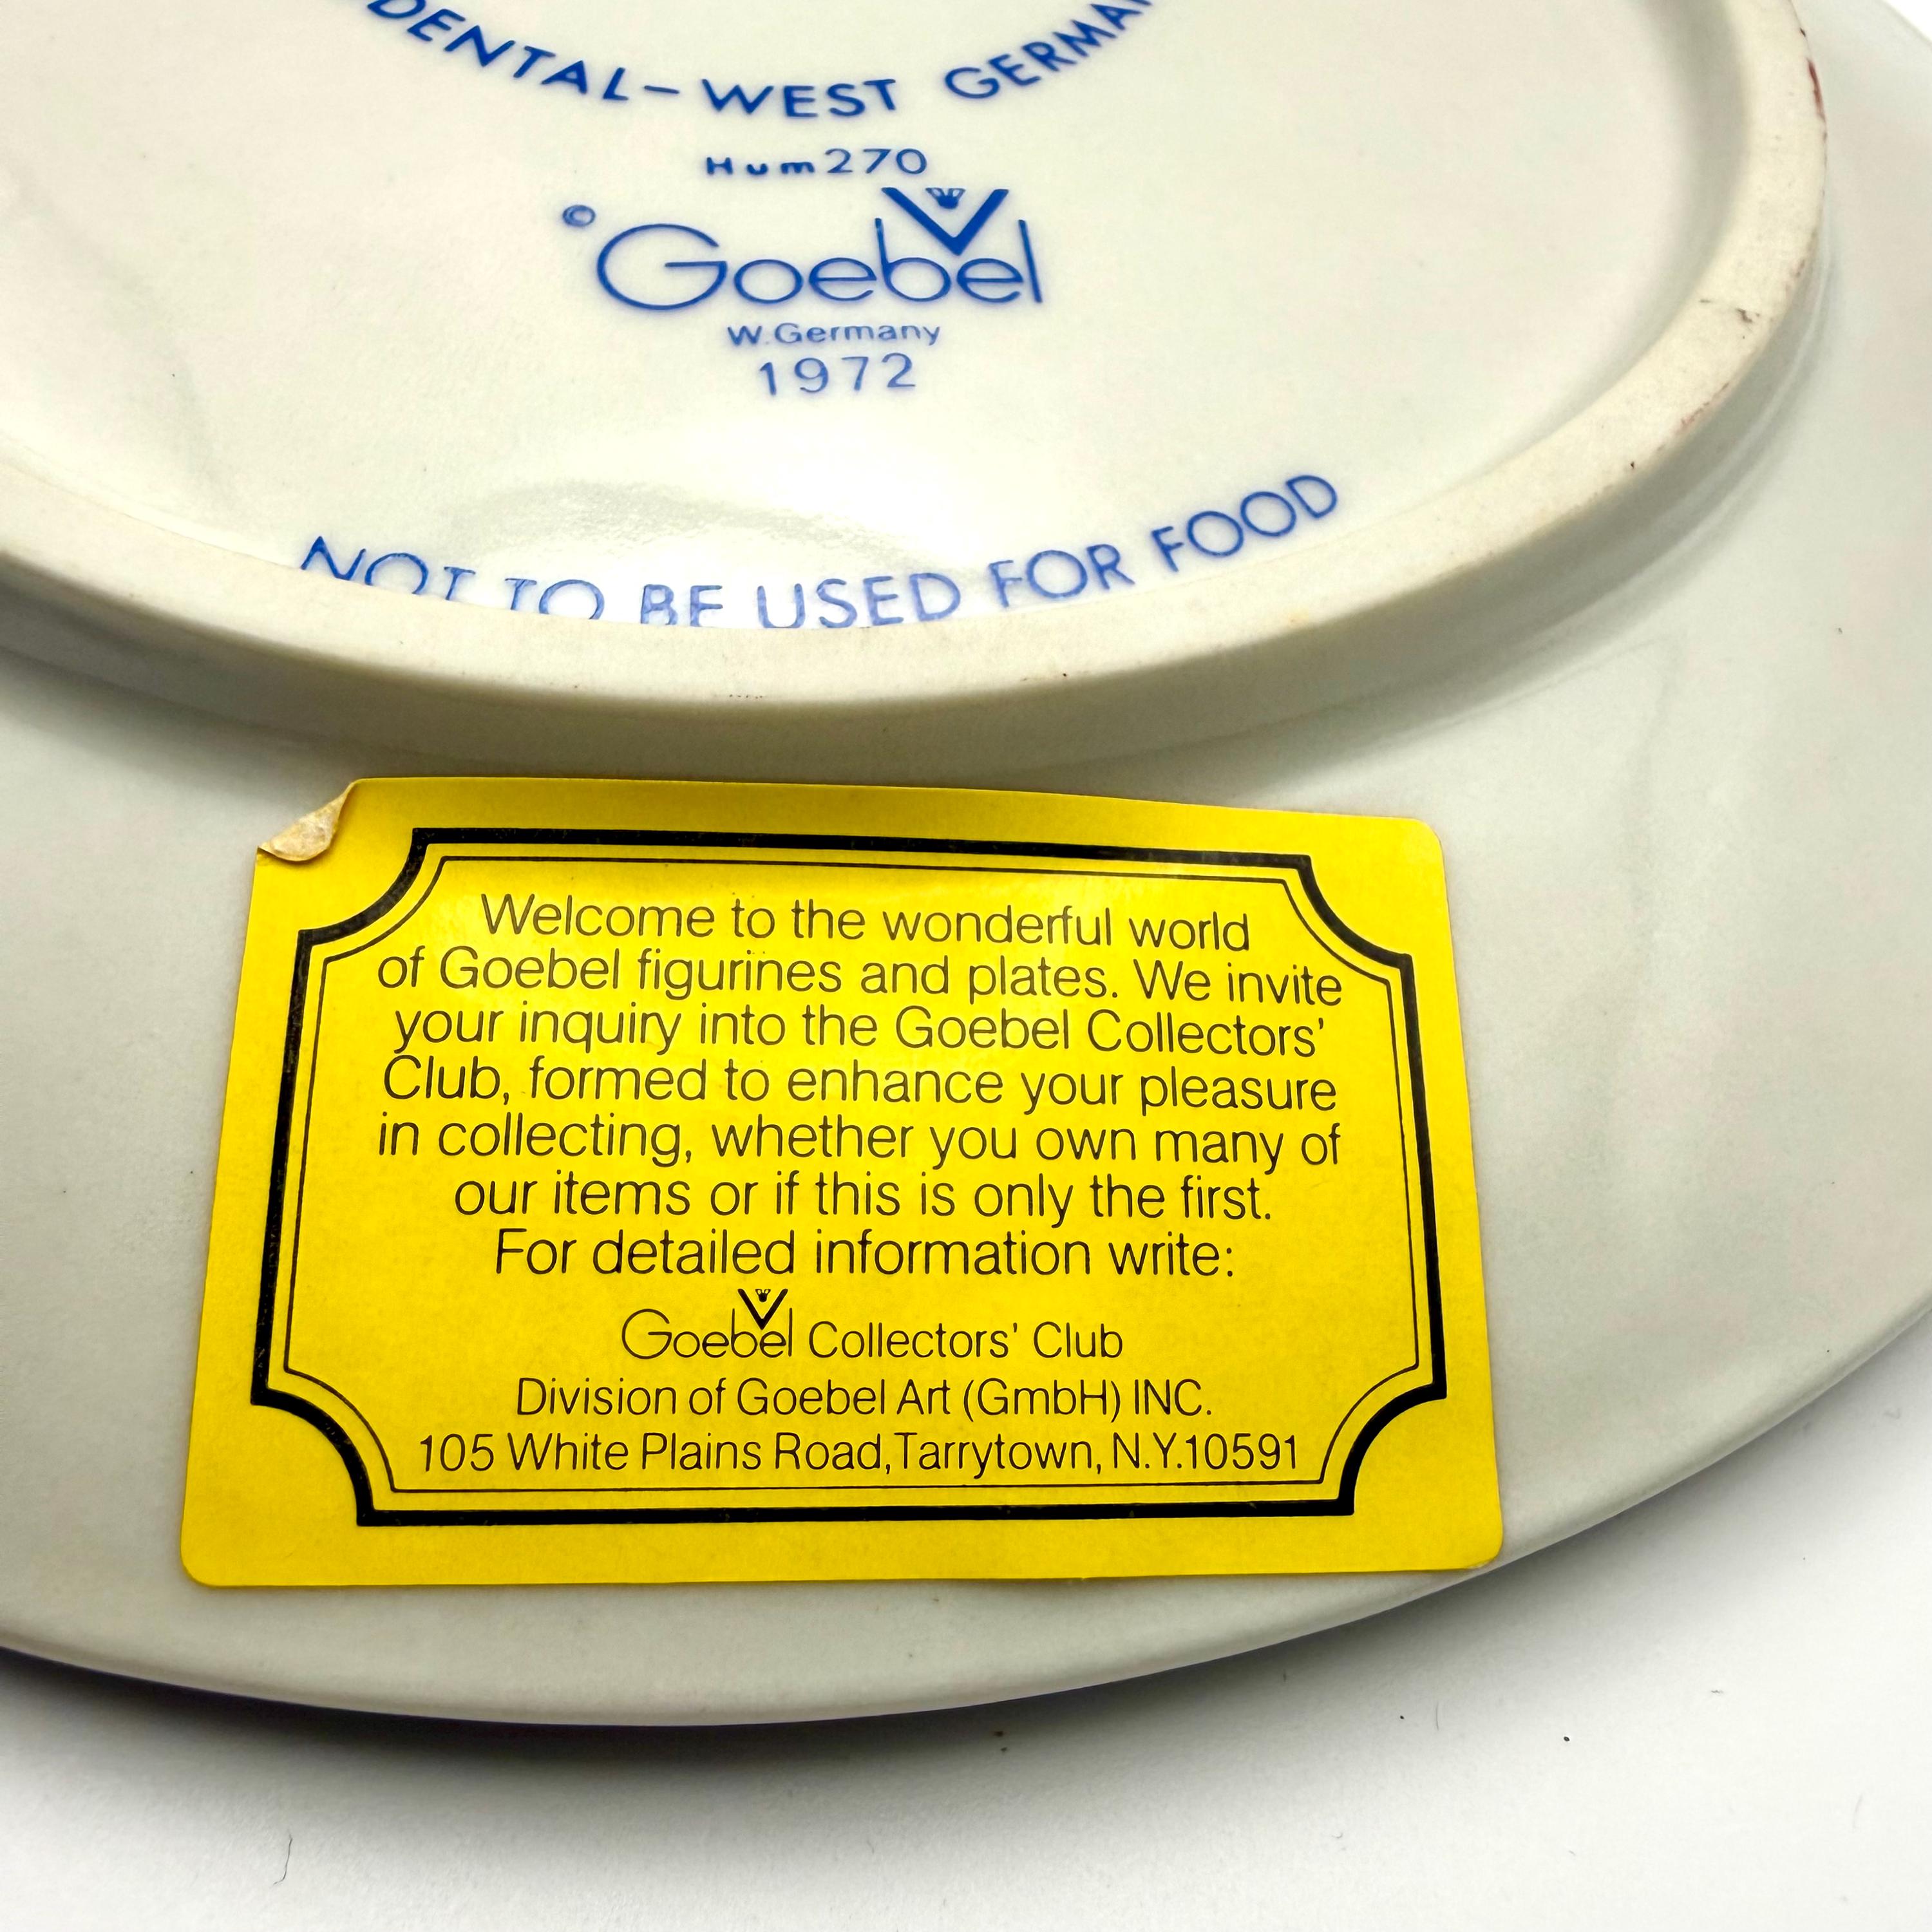 DENTAL-WEST GERMA
Hum270
© Goebel
W.Germany
1972
NOT TO BE USED FOR FOOD
Welcome to the wonderful world
of Goebel figurines and plates. We invite
your inquiry into the Goebel Collectors'
Club, formed to enhance your pleasure
in collecting, whether you own many of
our items or if this is only the first.
For detailed information write:
Goebel Collectors' Club
Division of Goebel Art (GmbH) INC.
105 White Plains Road, Tarrytown, N.Y.10591